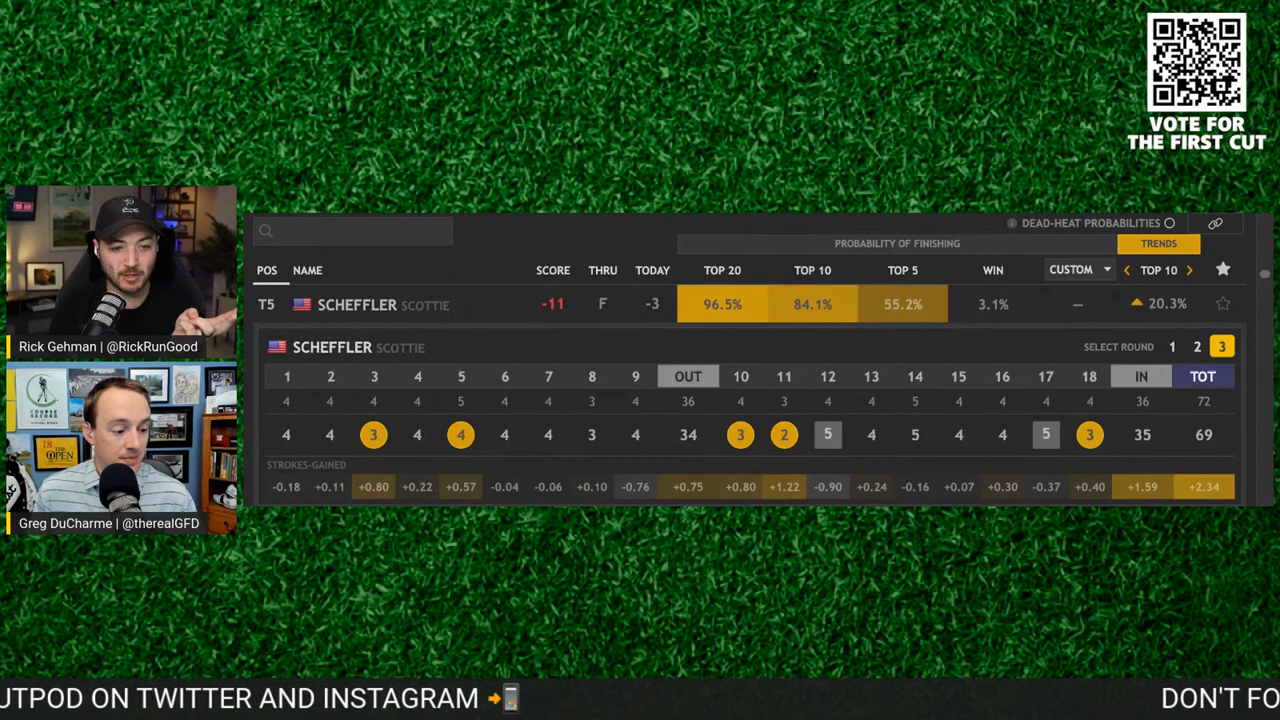 VOTE FOR
THE FIRST CUT
DEAD-HEAT PROBABILITIES
PROBABILITY OF FINISHING
TRENDS
POS NAME SCORE THRU TODAY TOP 20 TOP 10 TOP 5 WIN CUSTOM TOP 10
T5 SCHEFFLER SCOTTIE -11 F -3 96.5% 84.1% 55.2% 3.1% — 20.3%
SCHEFFLER SCOTTIE SELECT ROUND 1 2 3
1 2 3 4 5 6 7 8 9 OUT 10 11 12 13 14 15 16 17 18 IN TOT
4 4 4 4 5 4 4 3 4 36 4 3 4 4 5 4 4 4 4 36 72
4 4 3 4 4 4 4 3 4 34 3 2 5 4 5 4 4 5 3 35 69
STROKES-GAINED
-0.18 +0.11 +0.80 +0.22 +0.57 -0.04 -0.06 +0.10 -0.76 +0.75 +0.80 +1.22 -0.90 +0.24 -0.16 +0.07 +0.30 -0.37 +0.40 +1.59 +2.34
Rick Gehman | @RickRunGood
COURSE
RECORD
18
The
OPEN
Greg DuCharme | @therealGFD
UTPOD ON TWITTER AND INSTAGRAM
DON'T FO